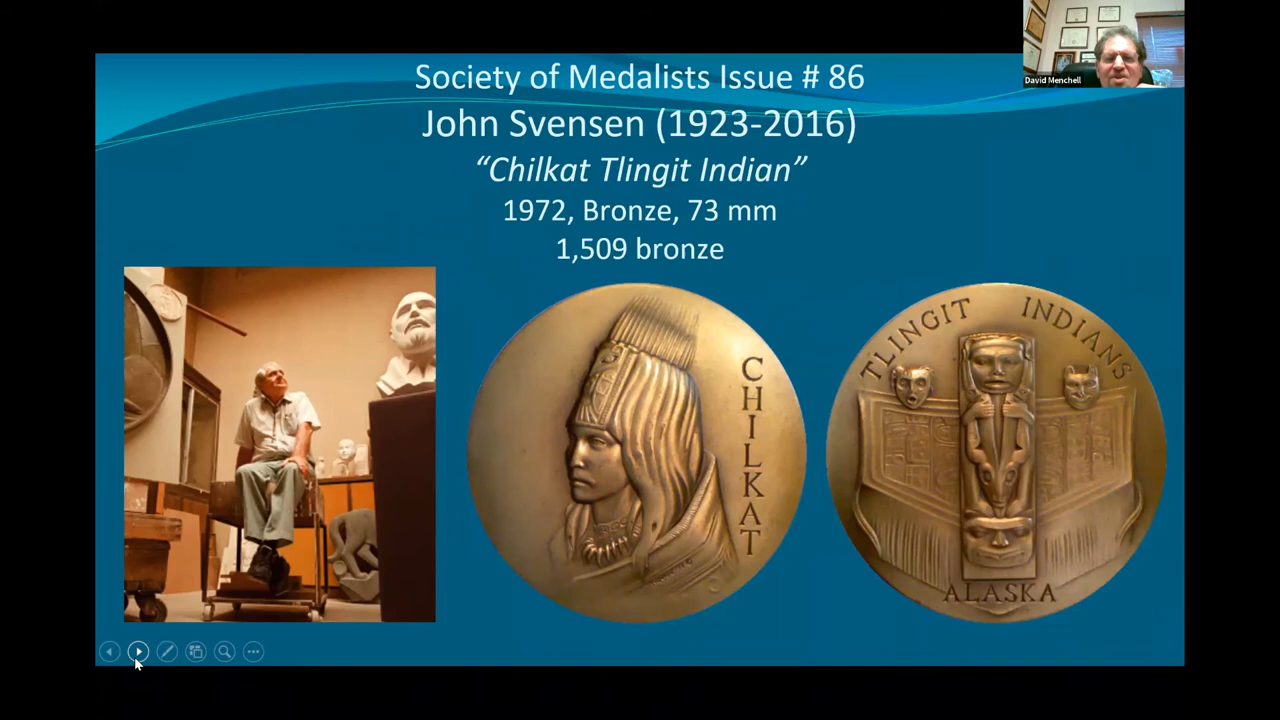 Society of Medalists Issue # 86
John Svensen (1923-2016)
“Chilkat Tlingit Indian”
1972, Bronze, 73 mm
1,509 bronze
David Menchell
CHILKAT
TLINGIT INDIANS
ALASKA